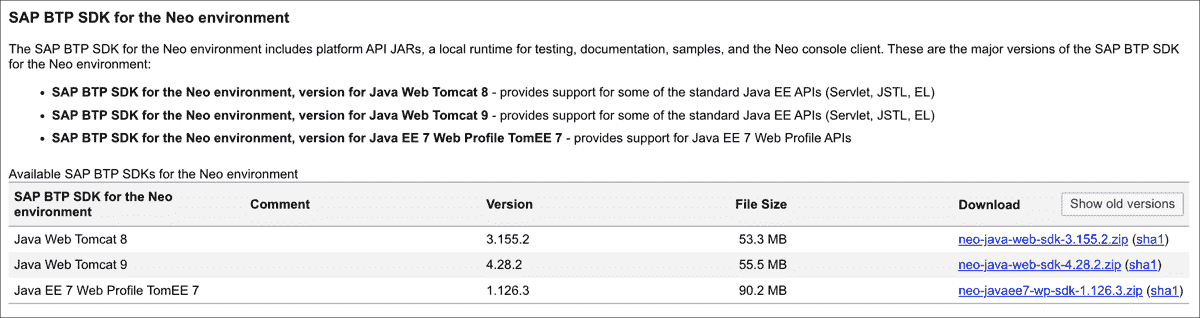 SAP BTP SDK for the Neo environment
The SAP BTP SDK for the Neo environment includes platform API JARs, a local runtime for testing, documentation, samples, and the Neo console client. These are the major versions of the SAP BTP SDK
for the Neo environment:
• SAP BTP SDK for the Neo environment, version for Java Web Tomcat 8 - provides support for some of the standard Java EE APIs (Servlet, JSTL, EL)
• SAP BTP SDK for the Neo environment, version for Java Web Tomcat 9 - provides support for some of the standard Java EE APIs (Servlet, JSTL, EL)
• SAP BTP SDK for the Neo environment, version for Java EE 7 Web Profile TomEE 7 - provides support for Java EE 7 Web Profile APIs
Available SAP BTP SDKs for the Neo environment
SAP BTP SDK for the Neo
environment Comment Version File Size Download Show old versions
Java Web Tomcat 8 3.155.2 53.3 MB neo-java-web-sdk-3.155.2.zip (sha1)
Java Web Tomcat 9 4.28.2 55.5 MB neo-java-web-sdk-4.28.2.zip (sha1)
Java EE 7 Web Profile TomEE 7 1.126.3 90.2 MB neo-javaee7-wp-sdk-1.126.3.zip (sha1)